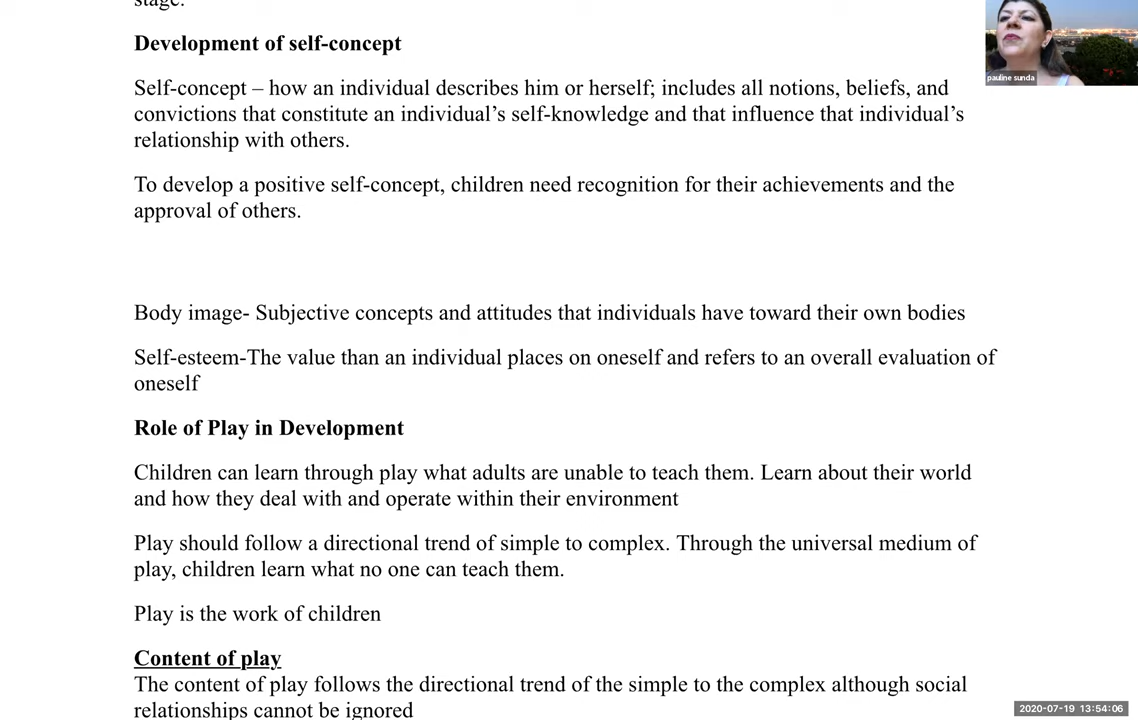 stage.
Development of self-concept
Self-concept – how an individual describes him or herself; includes all notions, beliefs, and
convictions that constitute an individual’s self-knowledge and that influence that individual’s
relationship with others.
To develop a positive self-concept, children need recognition for their achievements and the
approval of others.
Body image- Subjective concepts and attitudes that individuals have toward their own bodies
Self-esteem-The value than an individual places on oneself and refers to an overall evaluation of
oneself
Role of Play in Development
Children can learn through play what adults are unable to teach them. Learn about their world
and how they deal with and operate within their environment
Play should follow a directional trend of simple to complex. Through the universal medium of
play, children learn what no one can teach them.
Play is the work of children
Content of play
The content of play follows the directional trend of the simple to the complex although social
relationships cannot be ignored
pauline sunda
2020-07-19 13:54:06